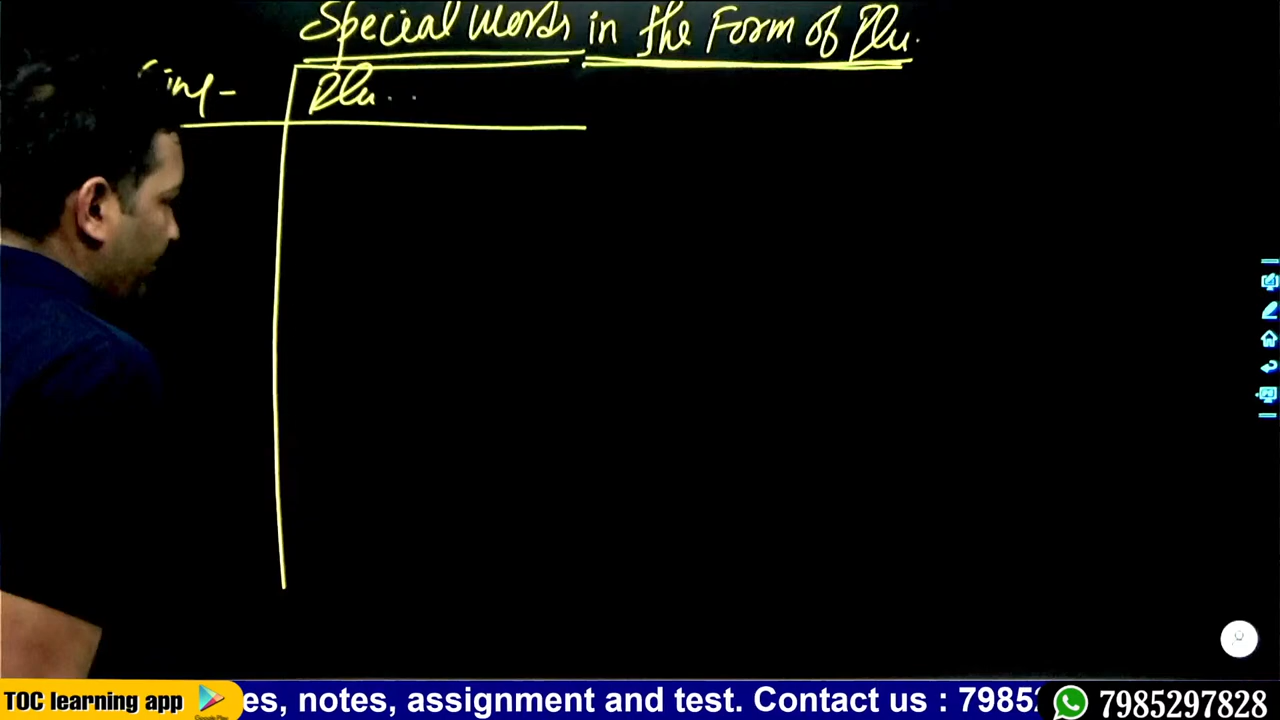 Special Words in the Form of Plu.
Sing- Plu..
TOC learning app
es, notes, assignment and test. Contact us : 7985
7985297828